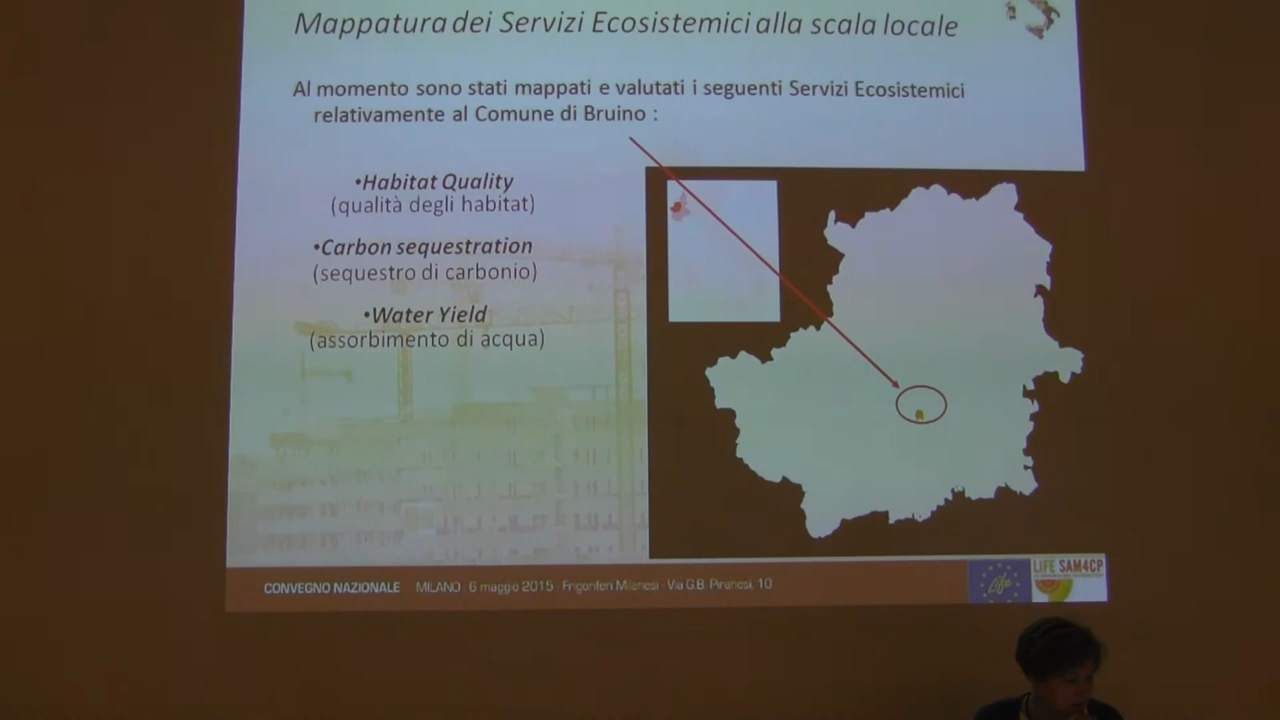 Mappatura dei Servizi Ecosistemici alla scala locale
Al momento sono stati mappati e valutati i seguenti Servizi Ecosistemici
relativamente al Comune di Bruino :
•Habitat Quality
(qualità degli habitat)
•Carbon sequestration
(sequestro di carbonio)
•Water Yield
(assorbimento di acqua)
CONVEGNO NAZIONALE MILANO · 6 maggio 2015 · Frigoriferi Milanesi · Via G.B. Piranesi, 10
Life
LIFE SAM4CP